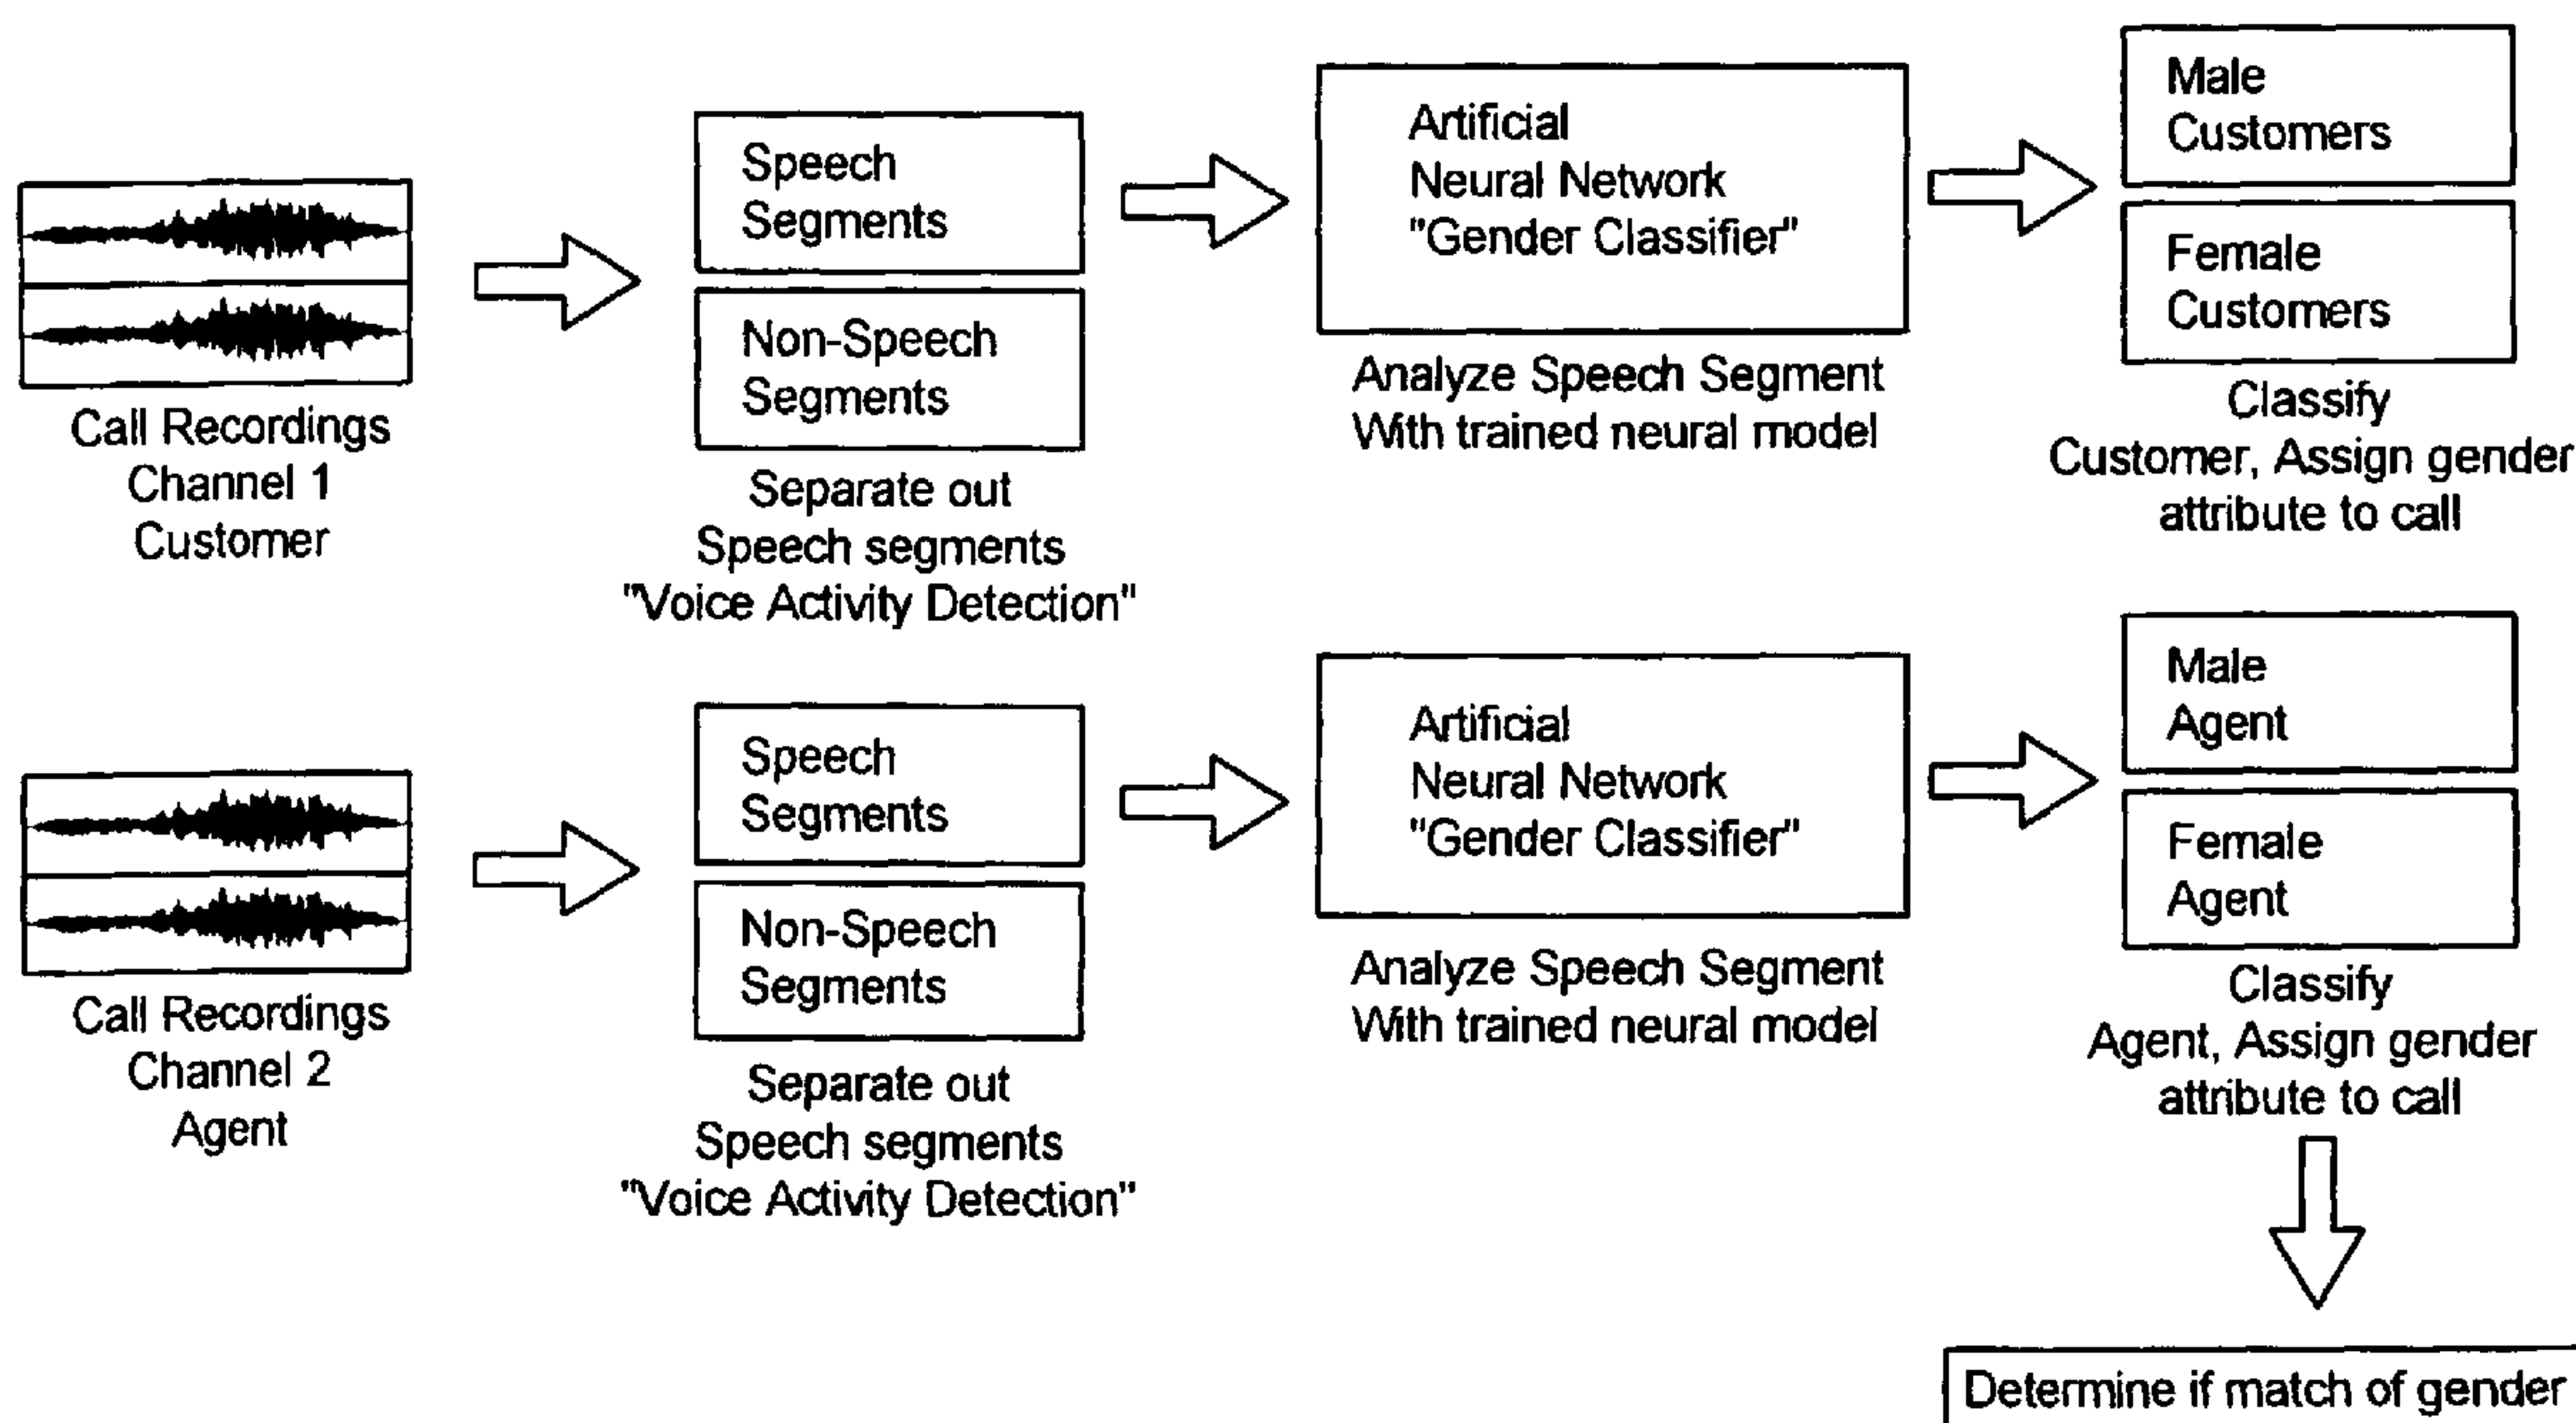 Call Recordings
Channel 1
Customer
Speech
Segments
Non-Speech
Segments
Separate out
Speech segments
"Voice Activity Detection"
Artificial
Neural Network
"Gender Classifier"
Analyze Speech Segment
With trained neural model
Male
Customers
Female
Customers
Classify
Customer, Assign gender
attribute to call
Call Recordings
Channel 2
Agent
Speech
Segments
Non-Speech
Segments
Separate out
Speech segments
"Voice Activity Detection"
Artificial
Neural Network
"Gender Classifier"
Analyze Speech Segment
With trained neural model
Male
Agent
Female
Agent
Classify
Agent, Assign gender
attribute to call
Determine if match of gender